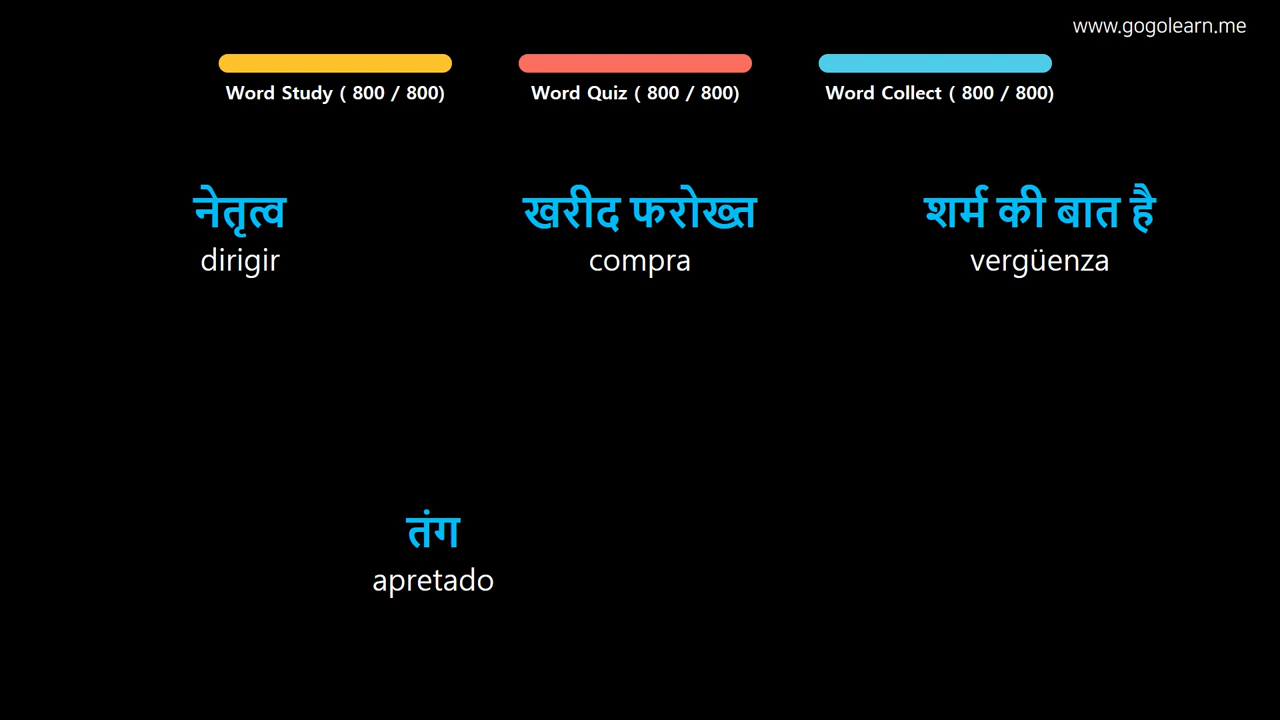 www.gogolearn.me
Word Study ( 800 / 800)
Word Quiz ( 800 / 800)
Word Collect ( 800 / 800)
नेतृत्व
dirigir
खरीद फरोख्त
compra
शर्म की बात है
vergüenza
तंग
apretado